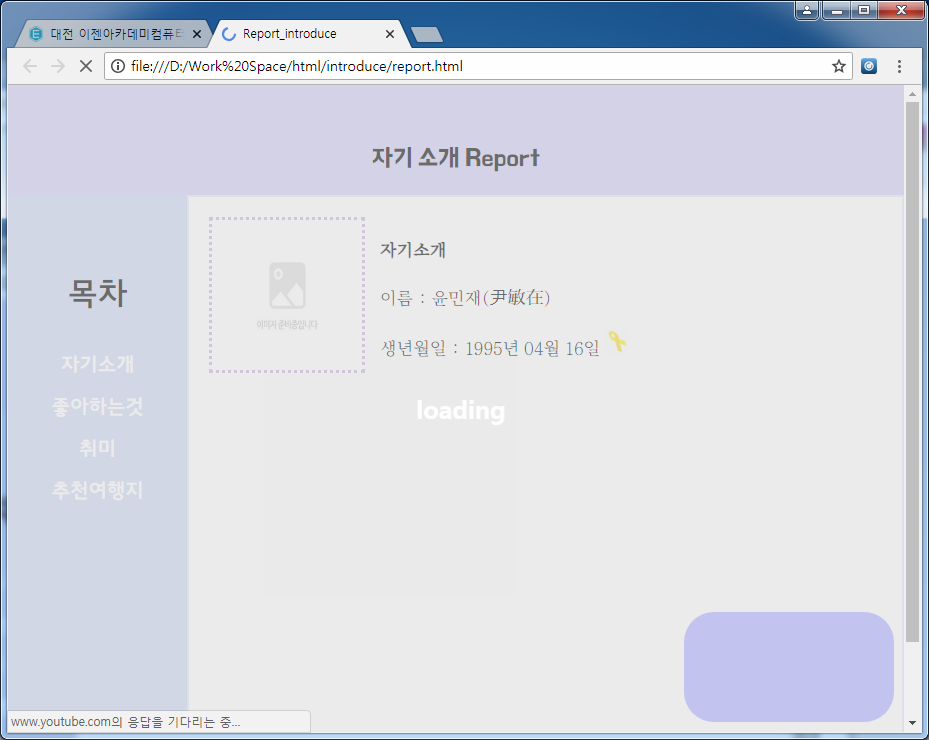 대전 이젠아카데미컴퓨터
Report_introduce
file:///D:/Work%20Space/html/introduce/report.html
자기 소개 Report
목차
자기소개
좋아하는것
취미
추천여행지
이미지 준비중입니다
자기소개
이름 : 윤민재(尹敏在)
생년월일 : 1995년 04월 16일
loading
www.youtube.com의 응답을 기다리는 중...